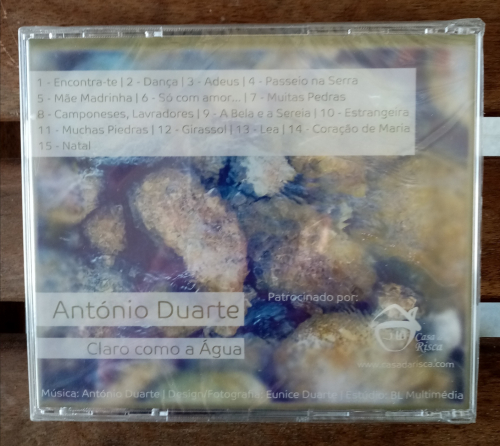 1 - Encontra-te | 2 - Dança | 3 - Adeus | 4 - Passeio na Serra
5 - Mãe Madrinha | 6 - Só com amor... | 7 - Muitas Pedras
8 - Camponeses, Lavradores | 9 - A Bela e a Sereia | 10 - Estrangeira
11 - Muchas Piedras | 12 - Girassol | 13 - Lea | 14 - Coração de Maria
15 - Natal
António Duarte
Claro como a Água
Patrocinado por:
Casa da
Risca
www.casadarisca.com
Música: António Duarte | Design/Fotografia: Eunice Duarte | Estúdio: BL Multimédia